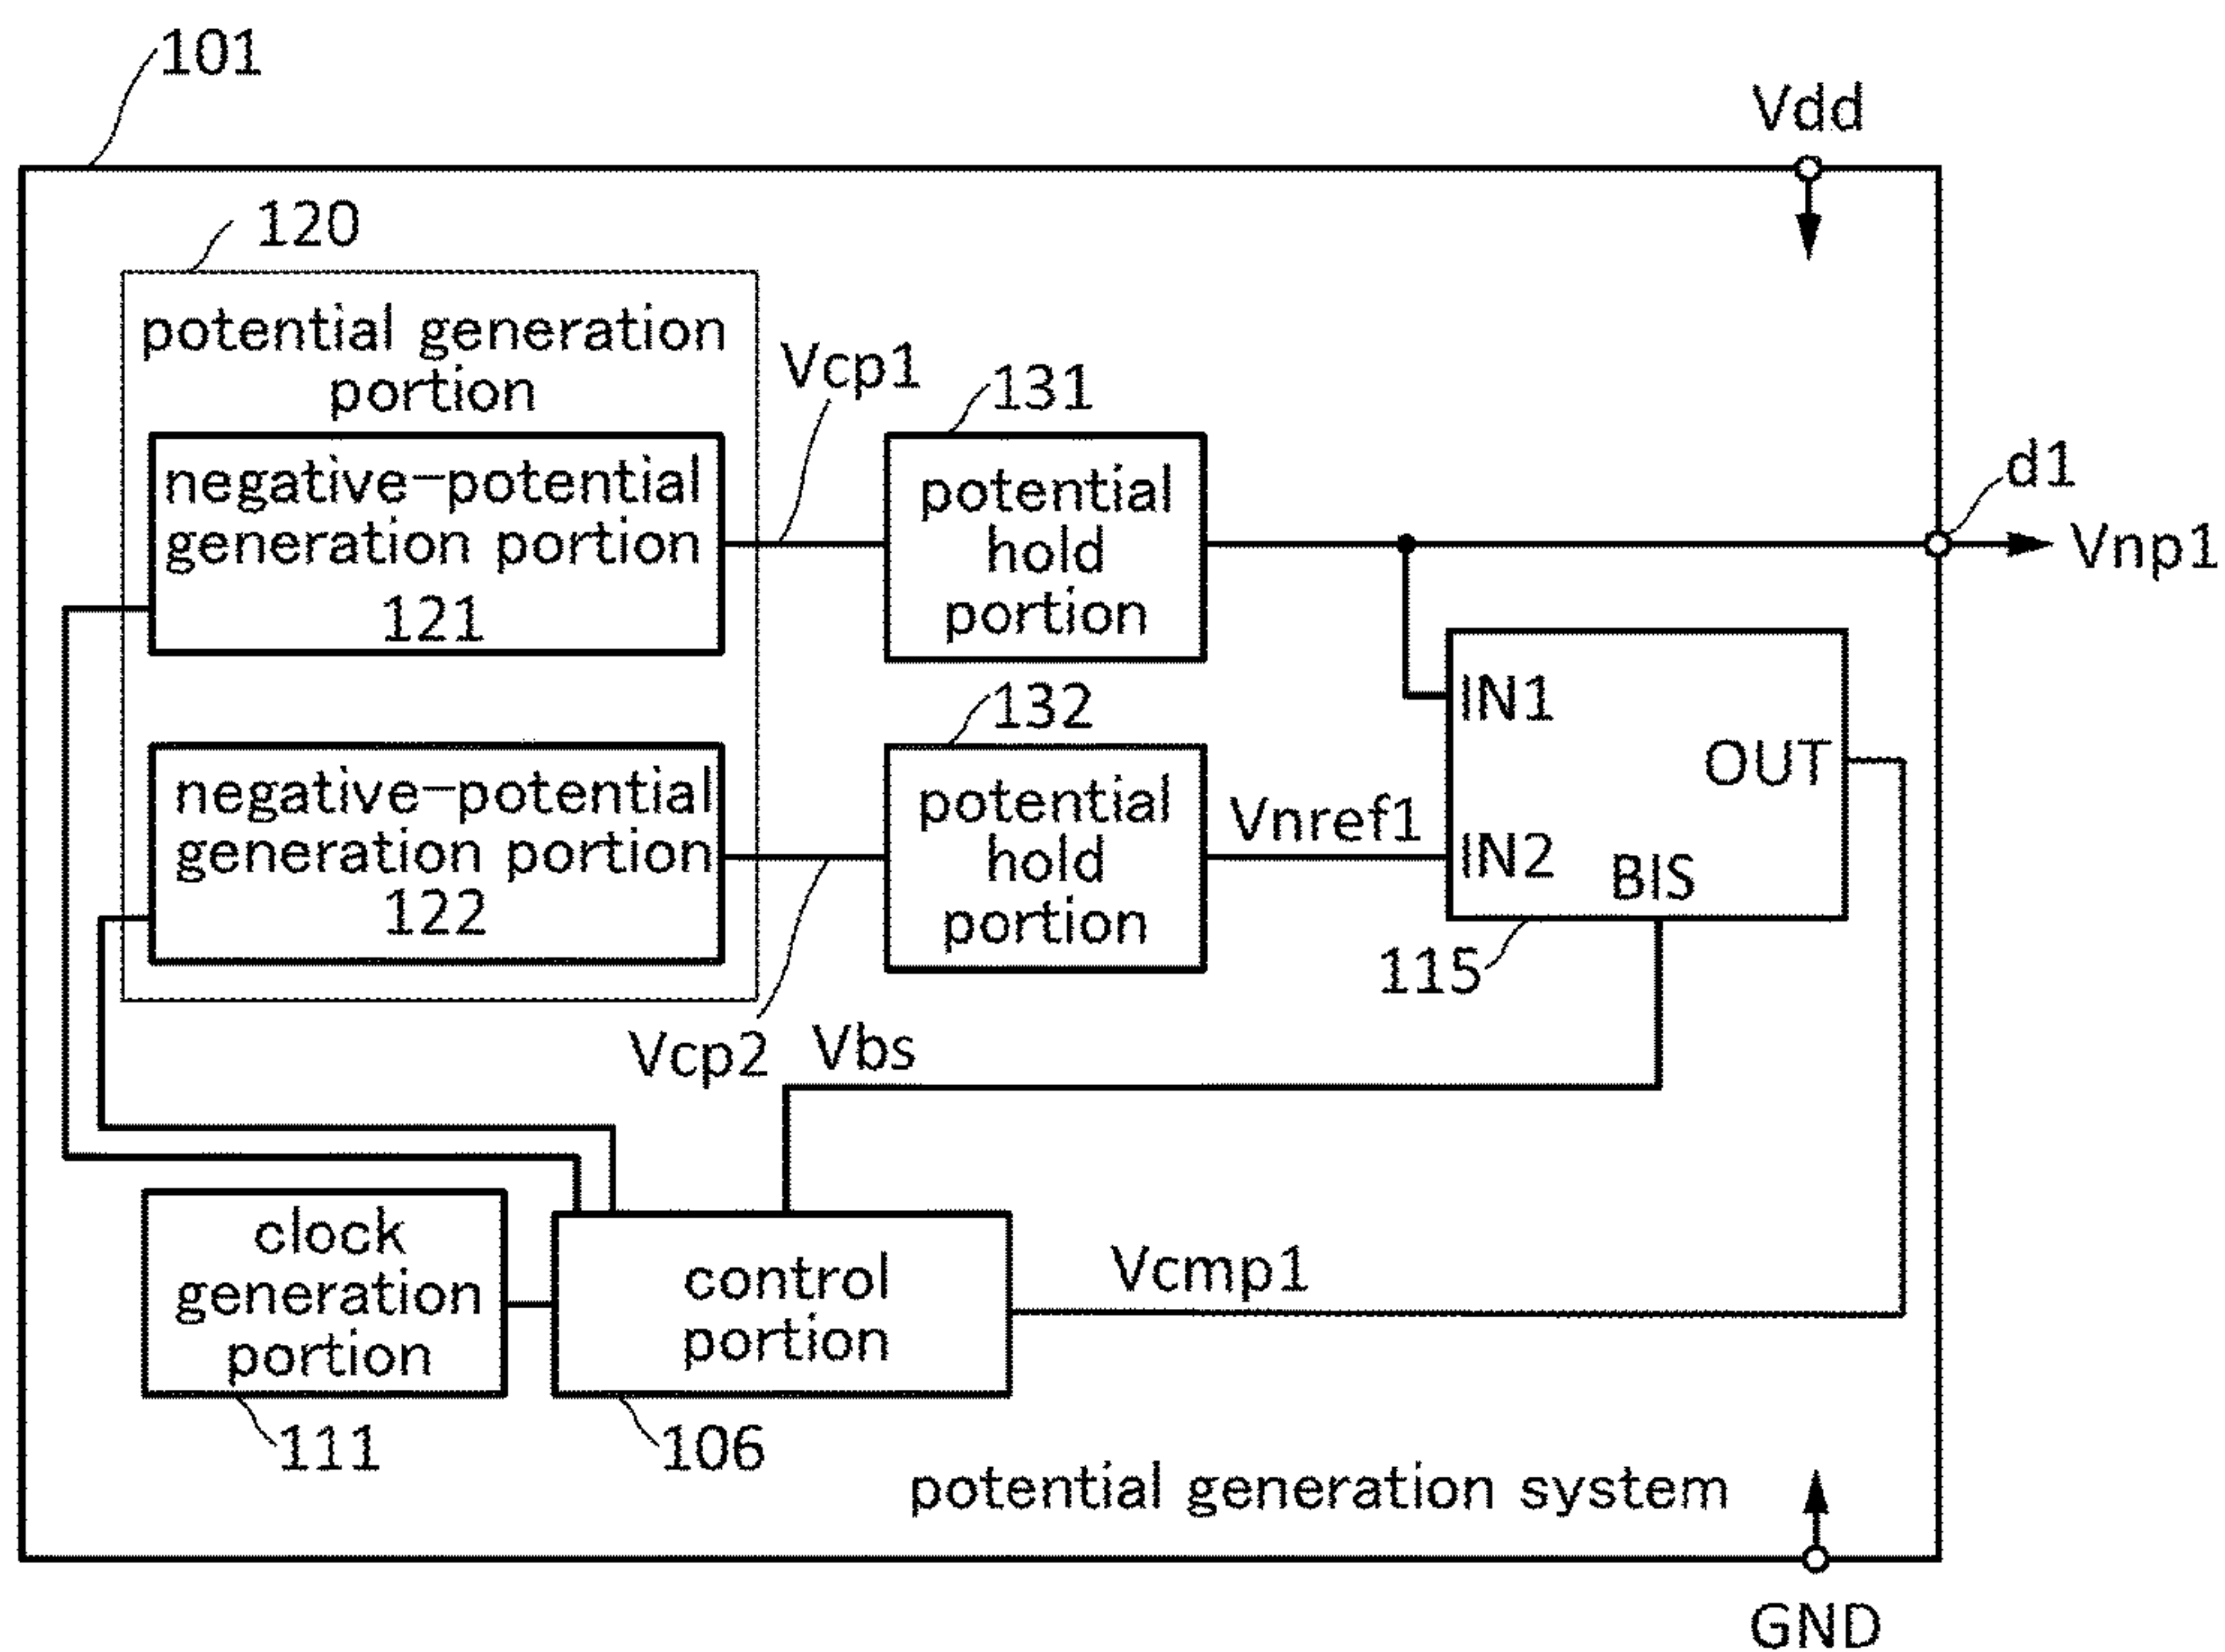 101
Vdd
120
potential generation
portion
Vcp1
131
negative-potential
generation portion
121
potential
hold
portion
d1
Vnp1
132
IN1
OUT
negative-potential
generation portion
122
potential
hold
portion
Vnref1
IN2
BIS
115
Vcp2
Vbs
clock
generation
portion
control
portion
Vcmp1
111
106
potential generation system
GND